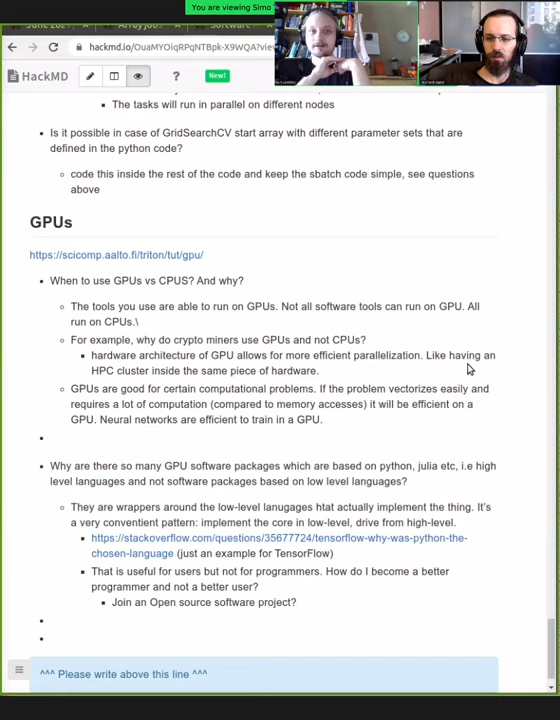 You are viewing Simo
hackmd.io/OuaMYOiqRPqNTBpk-X9WQA?vie
HackMD
?
New!
The tasks will run in parallel on different nodes
Is it possible in case of GridSearchCV start array with different parameter sets that are
defined in the python code?
code this inside the rest of the code and keep the sbatch code simple, see questions
above
GPUs
https://scicomp.aalto.fi/triton/tut/gpu/
When to use GPUs vs CPUS? And why?
The tools you use are able to run on GPUs. Not all software tools can run on GPU. All
run on CPUs.\
For example, why do crypto miners use GPUs and not CPUs?
hardware architecture of GPU allows for more efficient parallelization. Like having an
HPC cluster inside the same piece of hardware.
GPUs are good for certain computational problems. If the problem vectorizes easily and
requires a lot of computation (compared to memory accesses) it will be efficient on a
GPU. Neural networks are efficient to train in a GPU.
Why are there so many GPU software packages which are based on python, julia etc, i.e high
level languages and not software packages based on low level languages?
They are wrappers around the low-level lanugages htat actually implement the thing. It's
a very conventient pattern: implement the core in low-level, drive from high-level.
https://stackoverflow.com/questions/35677724/tensorflow-why-was-python-the-
chosen-language (just an example for TensorFlow)
That is useful for users but not for programmers. How do I become a better
programmer and not a better user?
Join an Open source software project?
^^^ Please write above this line ^^^